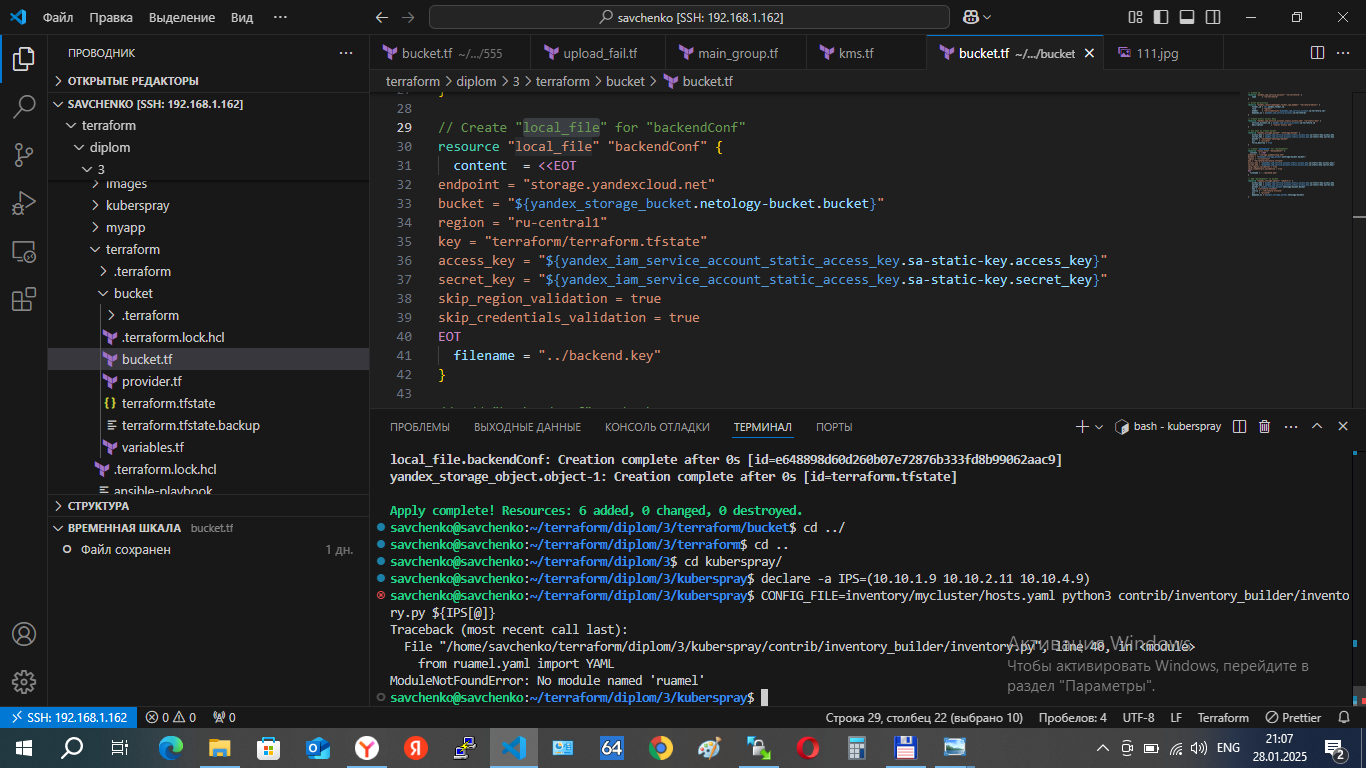 Файл Правка Выделение Вид ··· savchenko [SSH: 192.168.1.162]
ПРОВОДНИК ···
ОТКРЫТЫЕ РЕДАКТОРЫ
SAVCHENKO [SSH: 192.168.1.162]
terraform
diplom
3
images
kuberspray
myapp
terraform
.terraform
bucket
.terraform
.terraform.lock.hcl
bucket.tf
provider.tf
terraform.tfstate
terraform.tfstate.backup
variables.tf
.terraform.lock.hcl
ansible-playbook
СТРУКТУРА
ВРЕМЕННАЯ ШКАЛА bucket.tf
Файл сохранен 1 дн.
bucket.tf ~/.../555 upload_fail.tf main_group.tf kms.tf bucket.tf ~/.../bucket 111.jpg ···
terraform > diplom > 3 > terraform > bucket > bucket.tf
27 }
28
29 // Create "local_file" for "backendConf"
30 resource "local_file" "backendConf" {
31 content = <<EOT
32 endpoint = "storage.yandexcloud.net"
33 bucket = "${yandex_storage_bucket.netology-bucket.bucket}"
34 region = "ru-central1"
35 key = "terraform/terraform.tfstate"
36 access_key = "${yandex_iam_service_account_static_access_key.sa-static-key.access_key}"
37 secret_key = "${yandex_iam_service_account_static_access_key.sa-static-key.secret_key}"
38 skip_region_validation = true
39 skip_credentials_validation = true
40 EOT
41 filename = "../backend.key"
42 }
43
ПРОБЛЕМЫ ВЫХОДНЫЕ ДАННЫЕ КОНСОЛЬ ОТЛАДКИ ТЕРМИНАЛ ПОРТЫ bash - kuberspray ···
local_file.backendConf: Creation complete after 0s [id=e648898d60d260b07e72876b333fd8b99062aac9]
yandex_storage_object.object-1: Creation complete after 0s [id=terraform.tfstate]
Apply complete! Resources: 6 added, 0 changed, 0 destroyed.
savchenko@savchenko:~/terraform/diplom/3/terraform/bucket$ cd ../
savchenko@savchenko:~/terraform/diplom/3/terraform$ cd ..
savchenko@savchenko:~/terraform/diplom/3$ cd kuberspray/
savchenko@savchenko:~/terraform/diplom/3/kuberspray$ declare -a IPS=(10.10.1.9 10.10.2.11 10.10.4.9)
savchenko@savchenko:~/terraform/diplom/3/kuberspray$ CONFIG_FILE=inventory/mycluster/hosts.yaml python3 contrib/inventory_builder/invento
ry.py ${IPS[@]}
Traceback (most recent call last):
File "/home/savchenko/terraform/diplom/3/kuberspray/contrib/inventory_builder/inventory.py", line 40, in <module>
from ruamel.yaml import YAML
ModuleNotFoundError: No module named 'ruamel'
savchenko@savchenko:~/terraform/diplom/3/kuberspray$
Активация Windows
Чтобы активировать Windows, перейдите в
раздел "Параметры".
SSH: 192.168.1.162 0 0 0 Строка 29, столбец 22 (выбрано 10) Пробелов: 4 UTF-8 LF Terraform Prettier
64 ENG 21:07
28.01.2025
2